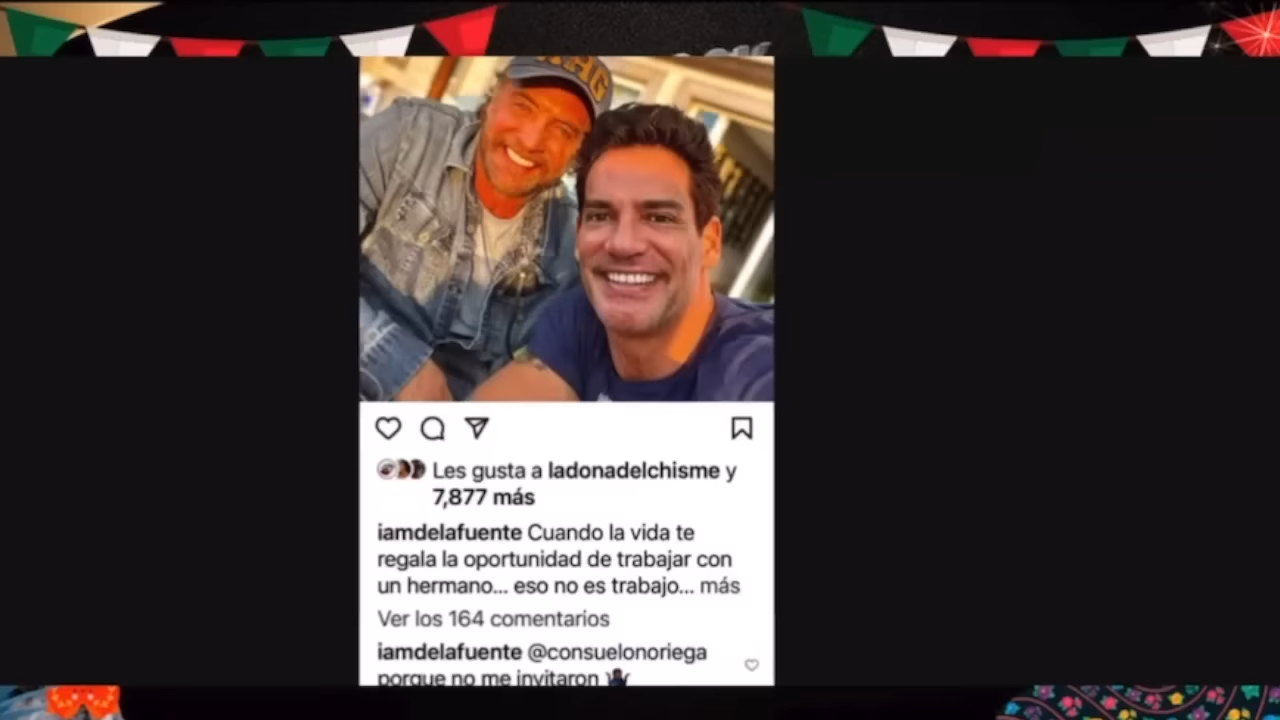 Les gusta a ladonadelchisme y
7,877 más
iamdelafuente Cuando la vida te
regala la oportunidad de trabajar con
un hermano... eso no es trabajo... más
Ver los 164 comentarios
iamdelafuente @consuelonoriega
porque no me invitaron